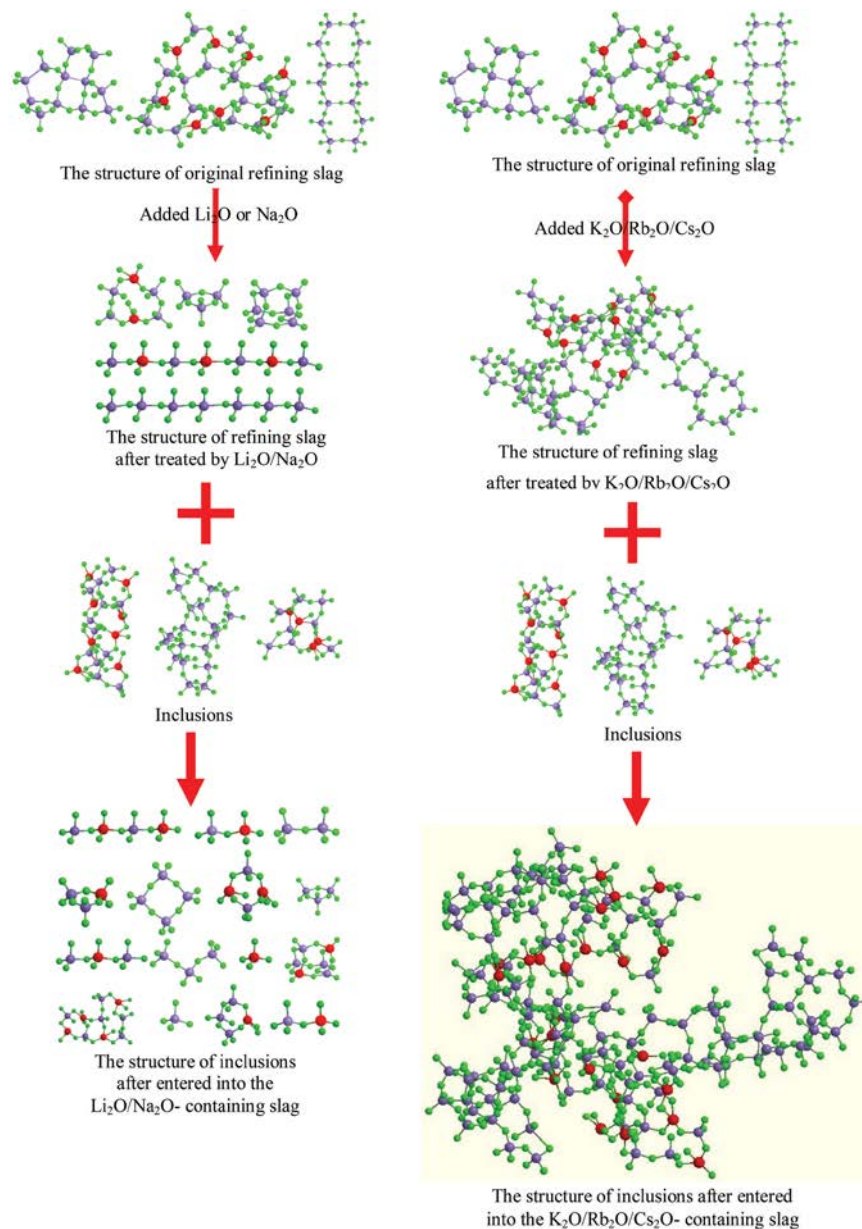 The structure of original refining slag
Added Li₂O or Na₂O
The structure of refining slag
after treated by Li₂O/Na₂O
Inclusions
The structure of inclusions
after entered into the
Li₂O/Na₂O- containing slag
The structure of original refining slag
Added K₂O/Rb₂O/Cs₂O
The structure of refining slag
after treated by K₂O/Rb₂O/Cs₂O
Inclusions
The structure of inclusions after entered
into the K₂O/Rb₂O/Cs₂O- containing slag